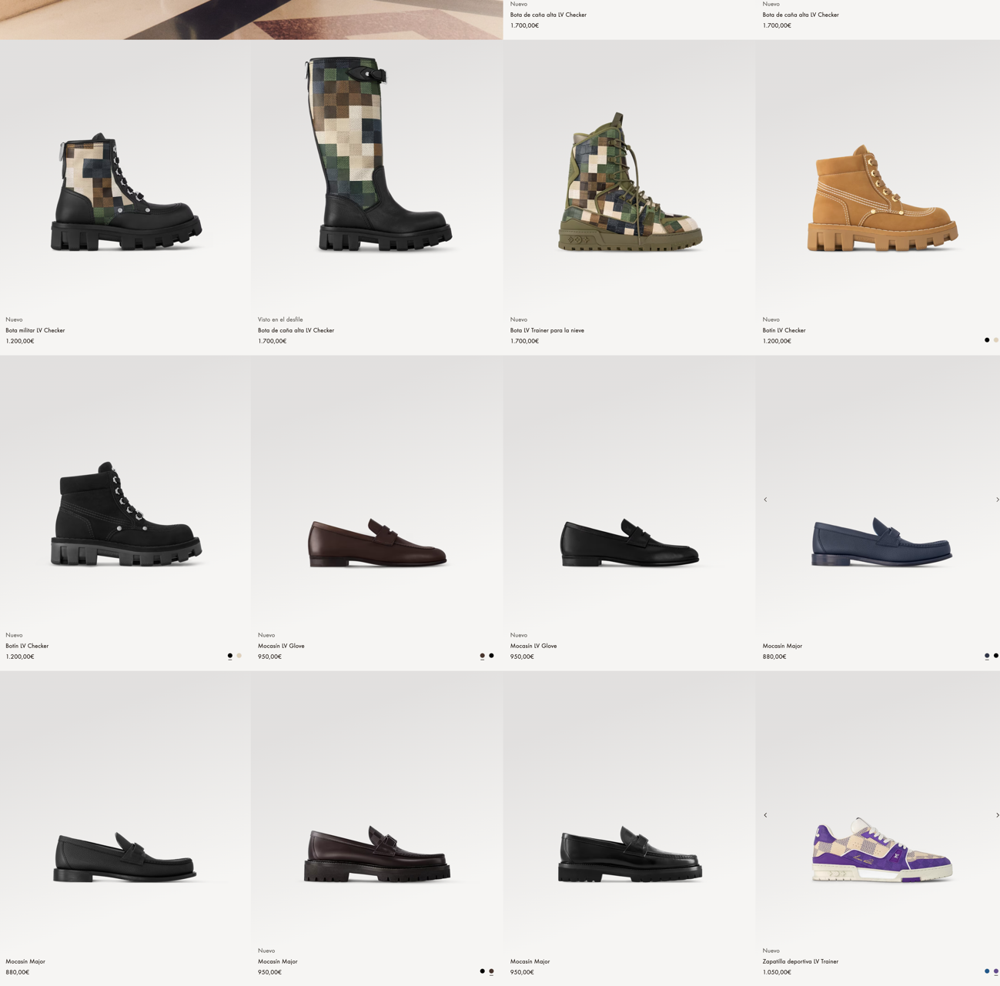 Nuevo
Bota de caña alta LV Checker
1.700,00€
Nuevo
Bota de caña alta LV Checker
1.700,00€
Nuevo
Bota militar LV Checker
1.200,00€
Visto en el desfile
Bota de caña alta LV Checker
1.700,00€
Nuevo
Bota LV Trainer para la nieve
1.700,00€
Nuevo
Botín LV Checker
1.200,00€
Nuevo
Botín LV Checker
1.200,00€
Nuevo
Mocasín LV Glove
950,00€
Nuevo
Mocasín LV Glove
950,00€
Mocasín Major
880,00€
Mocasín Major
880,00€
Nuevo
Mocasín Major
950,00€
Mocasín Major
950,00€
Nuevo
Zapatilla deportiva LV Trainer
1.050,00€